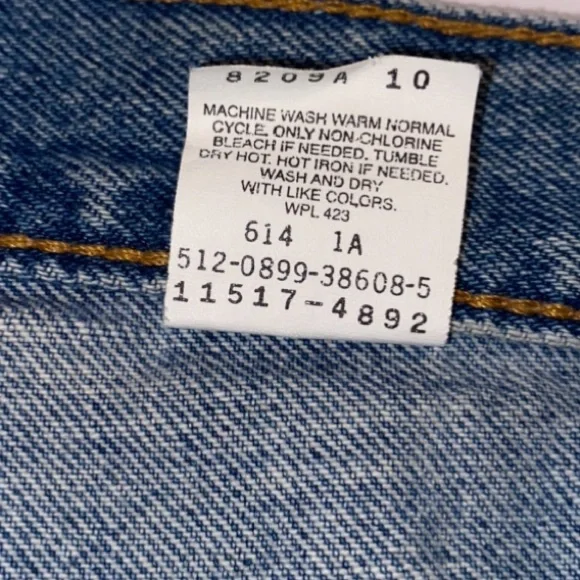 8209A 10
MACHINE WASH WARM NORMAL
CYCLE. ONLY NON-CHLORINE
BLEACH IF NEEDED. TUMBLE
DRY HOT. HOT IRON IF NEEDED.
WASH AND DRY
WITH LIKE COLORS.
WPL 423
614 1A
512-0899-38608-5
11517-4892